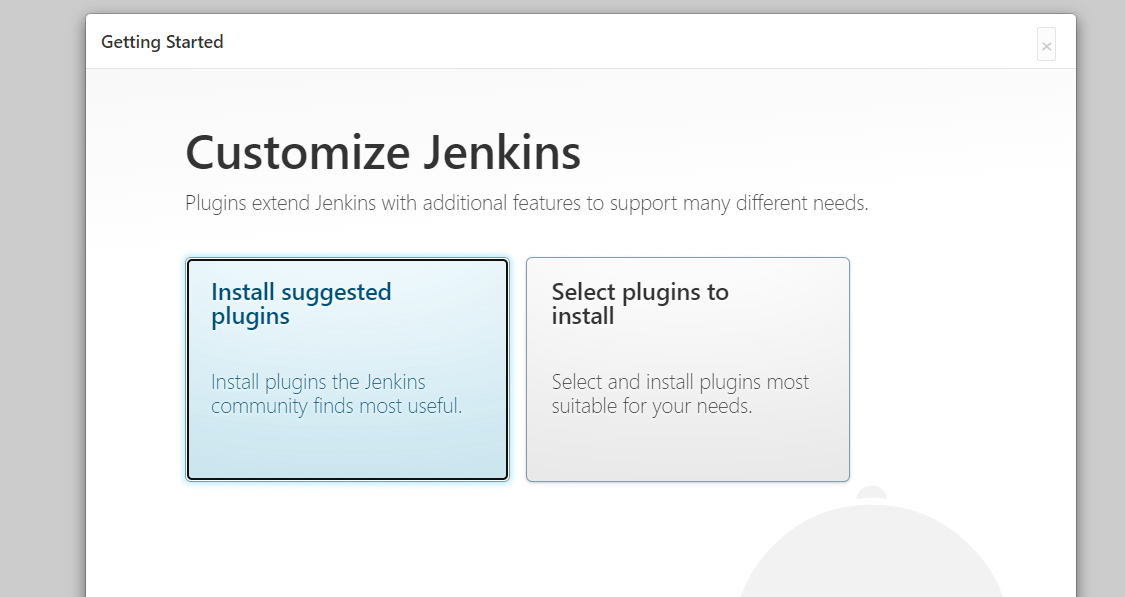 Getting Started
×
Customize Jenkins
Plugins extend Jenkins with additional features to support many different needs.
Install suggested
plugins
Install plugins the Jenkins
community finds most useful.
Select plugins to
install
Select and install plugins most
suitable for your needs.